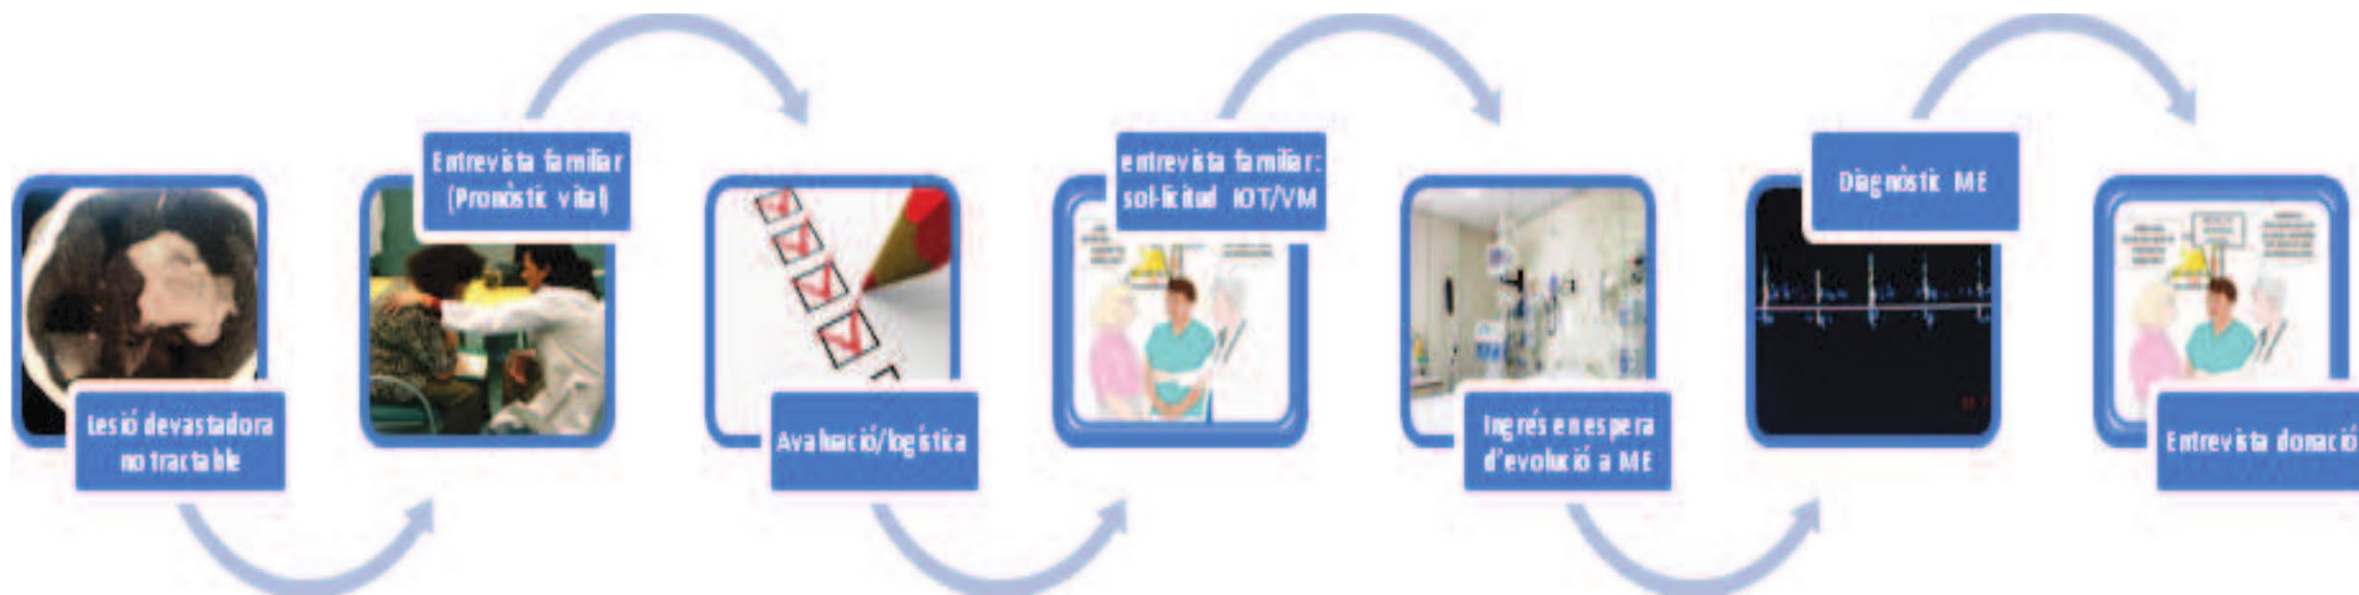 Lesió devastadora
no tractable
Entrevista familiar
(Pronòstic vital)
Avaluació/logística
entrevista familiar:
sol·licitud IOT/VM
Ingrés en espera
d'evolució a ME
Diagnòstic ME
Entrevista donació